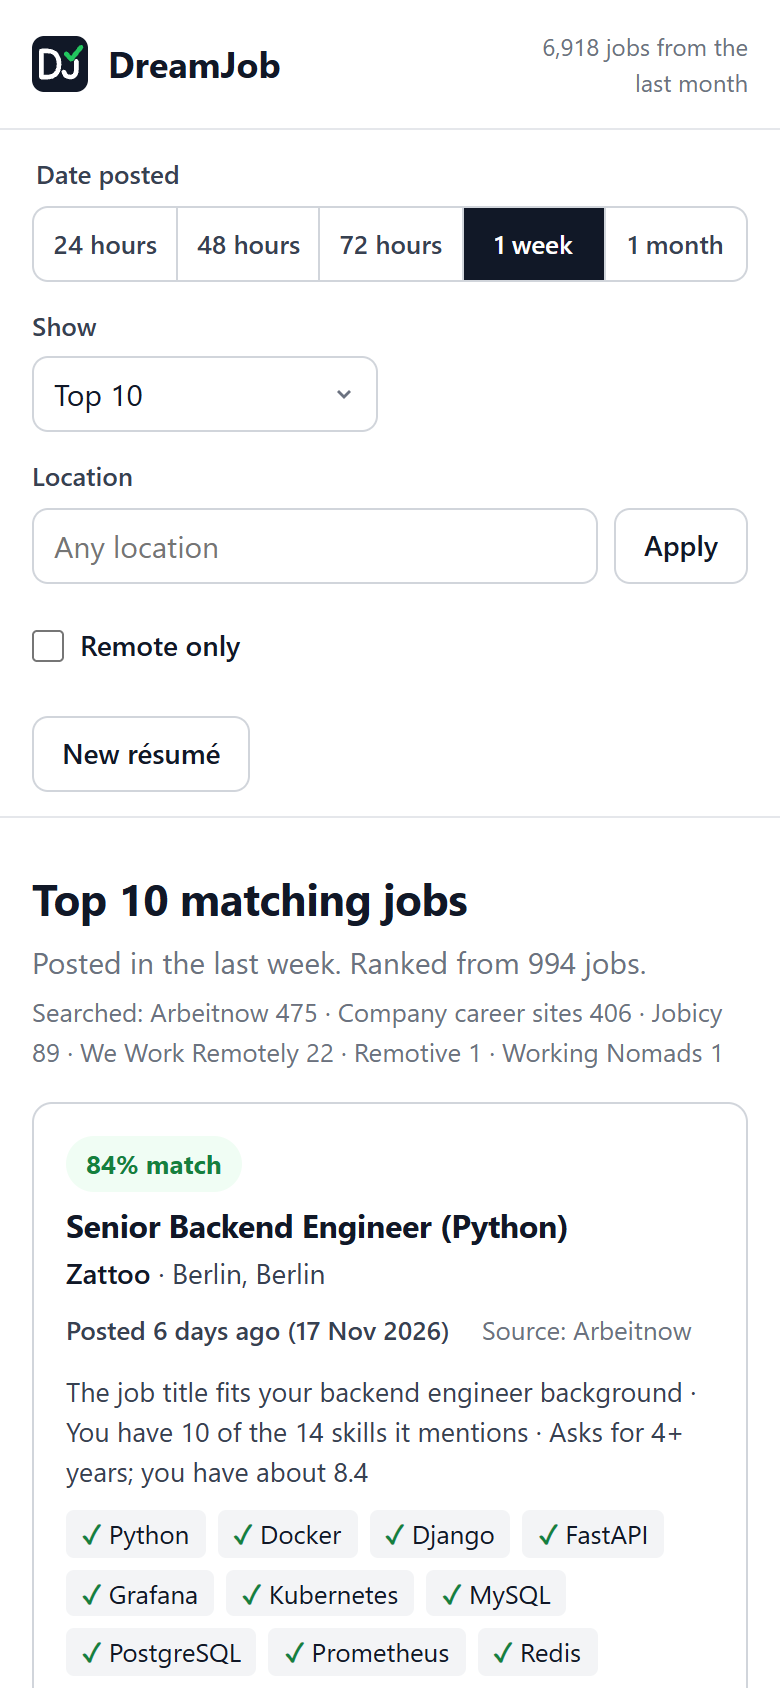 DJ DreamJob
6,918 jobs from the
last month
Date posted
24 hours 48 hours 72 hours 1 week 1 month
Show
Top 10
Location
Any location Apply
Remote only
New résumé
Top 10 matching jobs
Posted in the last week. Ranked from 994 jobs.
Searched: Arbeitnow 475 · Company career sites 406 · Jobicy
89 · We Work Remotely 22 · Remotive 1 · Working Nomads 1
84% match
Senior Backend Engineer (Python)
Zattoo · Berlin, Berlin
Posted 6 days ago (17 Nov 2026) Source: Arbeitnow
The job title fits your backend engineer background ·
You have 10 of the 14 skills it mentions · Asks for 4+
years; you have about 8.4
✓ Python ✓ Docker ✓ Django ✓ FastAPI
✓ Grafana ✓ Kubernetes ✓ MySQL
✓ PostgreSQL ✓ Prometheus ✓ Redis